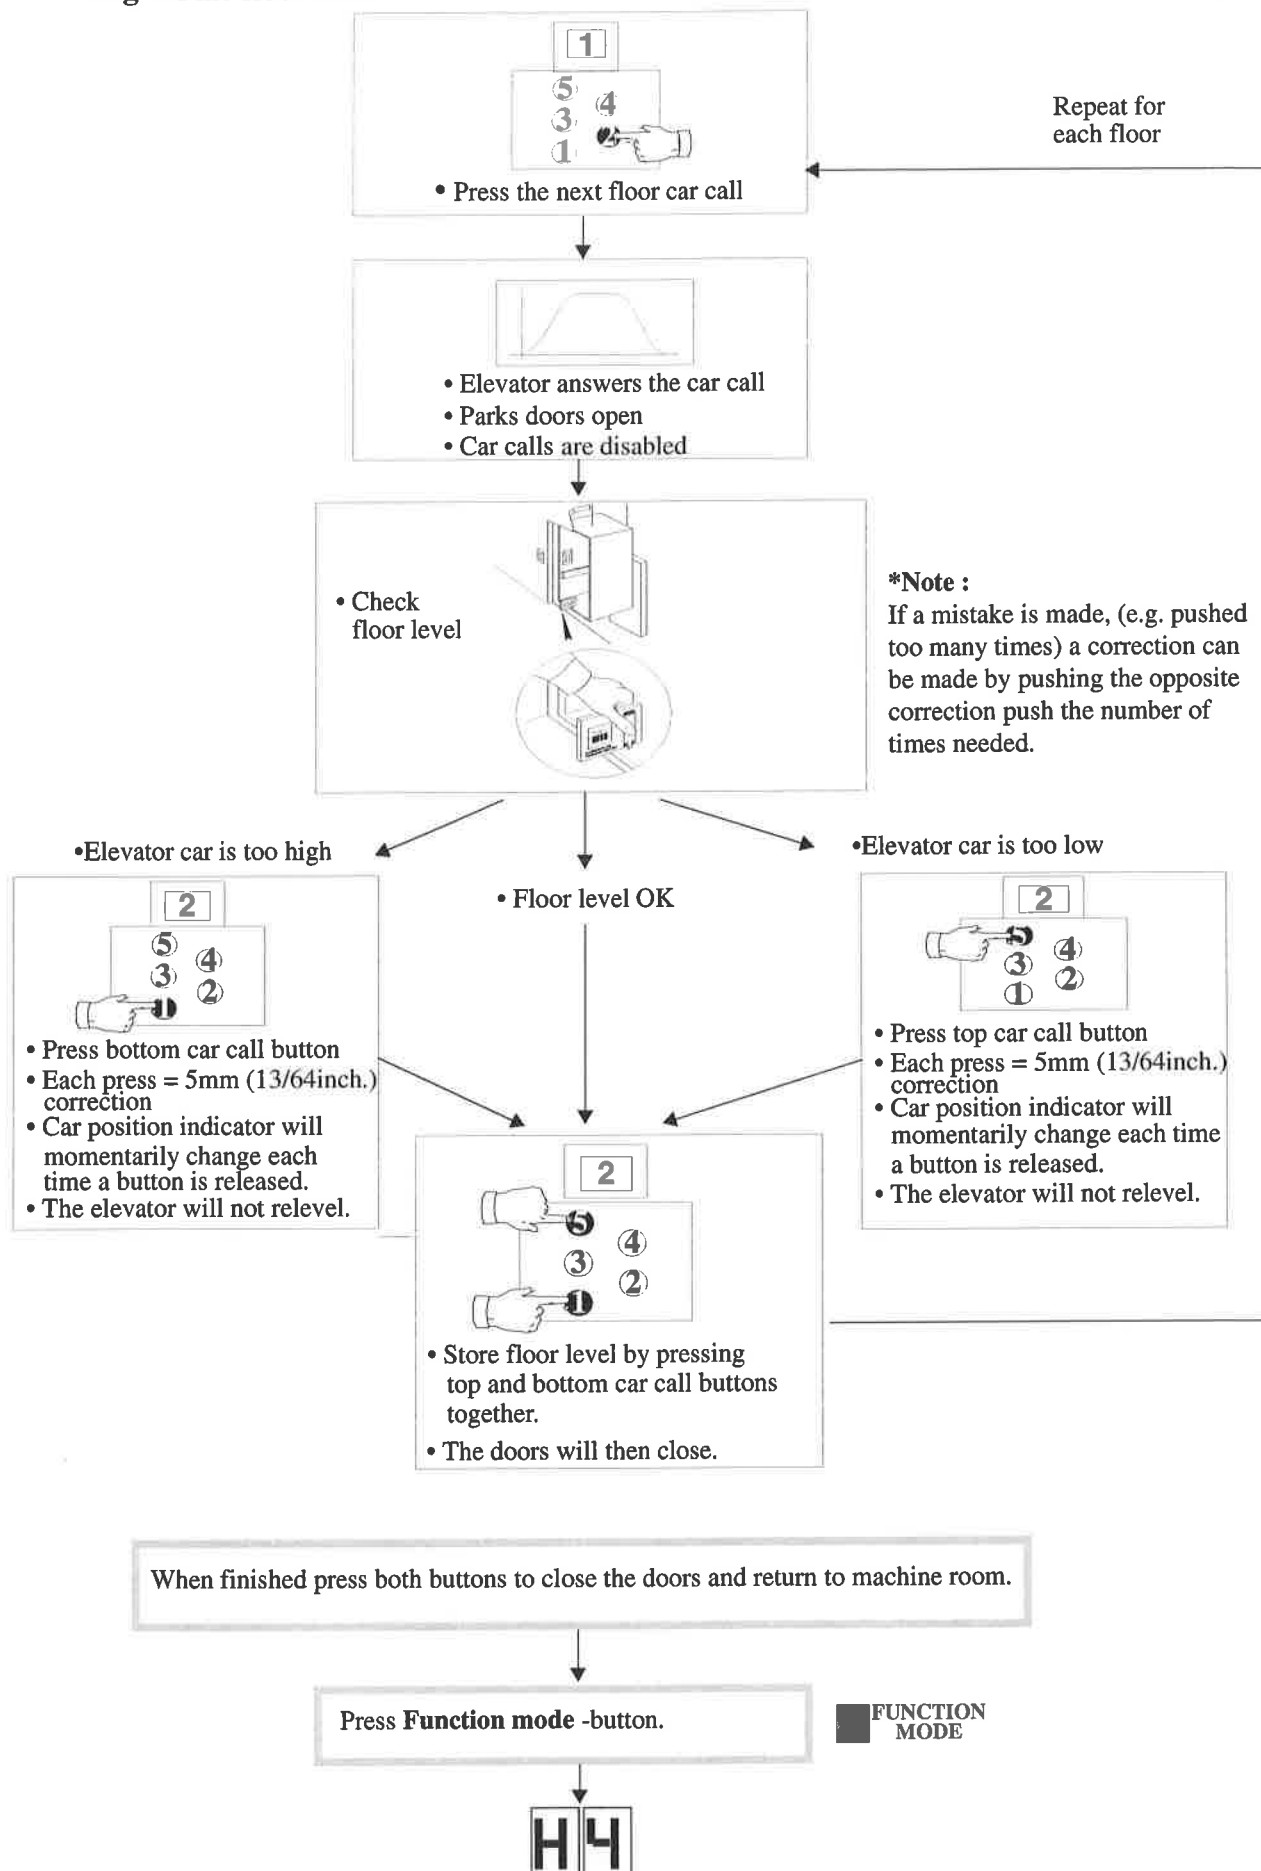 1
5
4
3
1
Repeat for
each floor
• Press the next floor car call
• Elevator answers the car call
• Parks doors open
• Car calls are disabled
• Check
floor level
*Note :
If a mistake is made, (e.g. pushed
too many times) a correction can
be made by pushing the opposite
correction push the number of
times needed.
•Elevator car is too high
2
5
4
3
2
1
• Press bottom car call button
• Each press = 5mm (13/64inch.)
correction
• Car position indicator will
momentarily change each
time a button is released.
• The elevator will not relevel.
• Floor level OK
•Elevator car is too low
2
5
4
3
2
1
• Press top car call button
• Each press = 5mm (13/64inch.)
correction
• Car position indicator will
momentarily change each time
a button is released.
• The elevator will not relevel.
2
5
4
3
2
1
• Store floor level by pressing
top and bottom car call buttons
together.
• The doors will then close.
When finished press both buttons to close the doors and return to machine room.
Press Function mode -button.
FUNCTION
MODE
H4